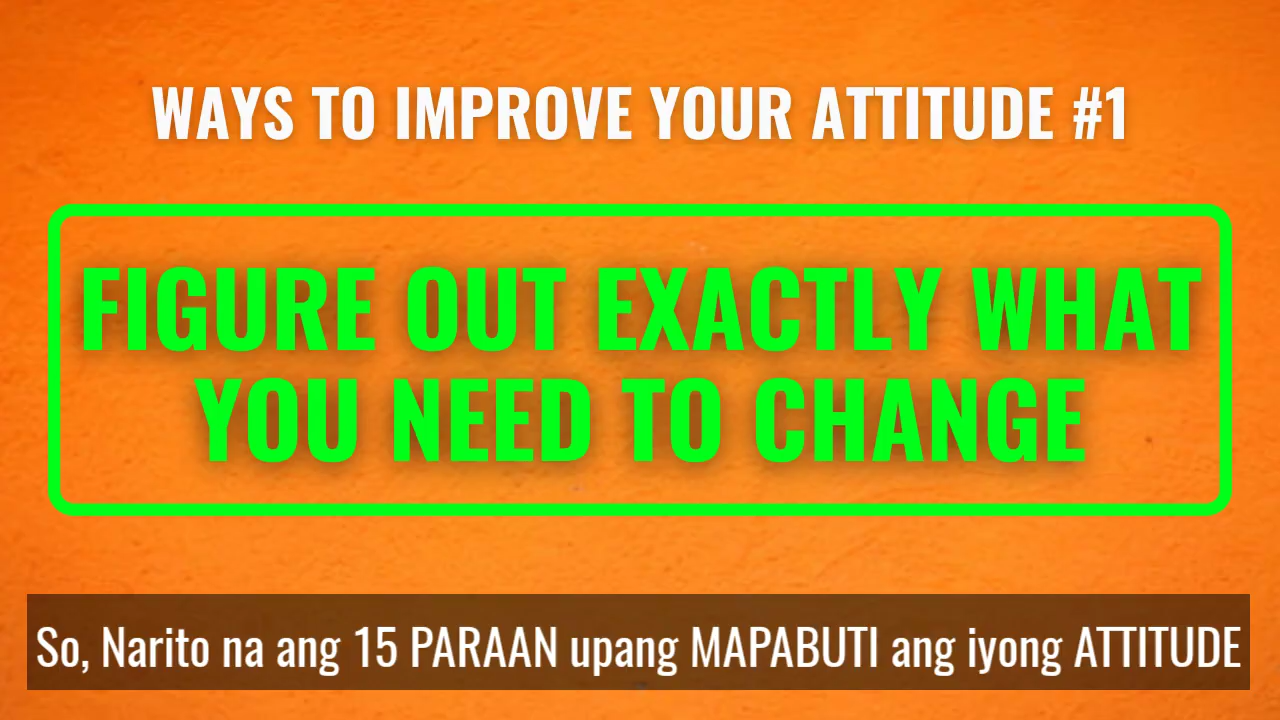 WAYS TO IMPROVE YOUR ATTITUDE #1
FIGURE OUT EXACTLY WHAT
YOU NEED TO CHANGE
So, Narito na ang 15 PARAAN upang MAPABUTI ang iyong ATTITUDE